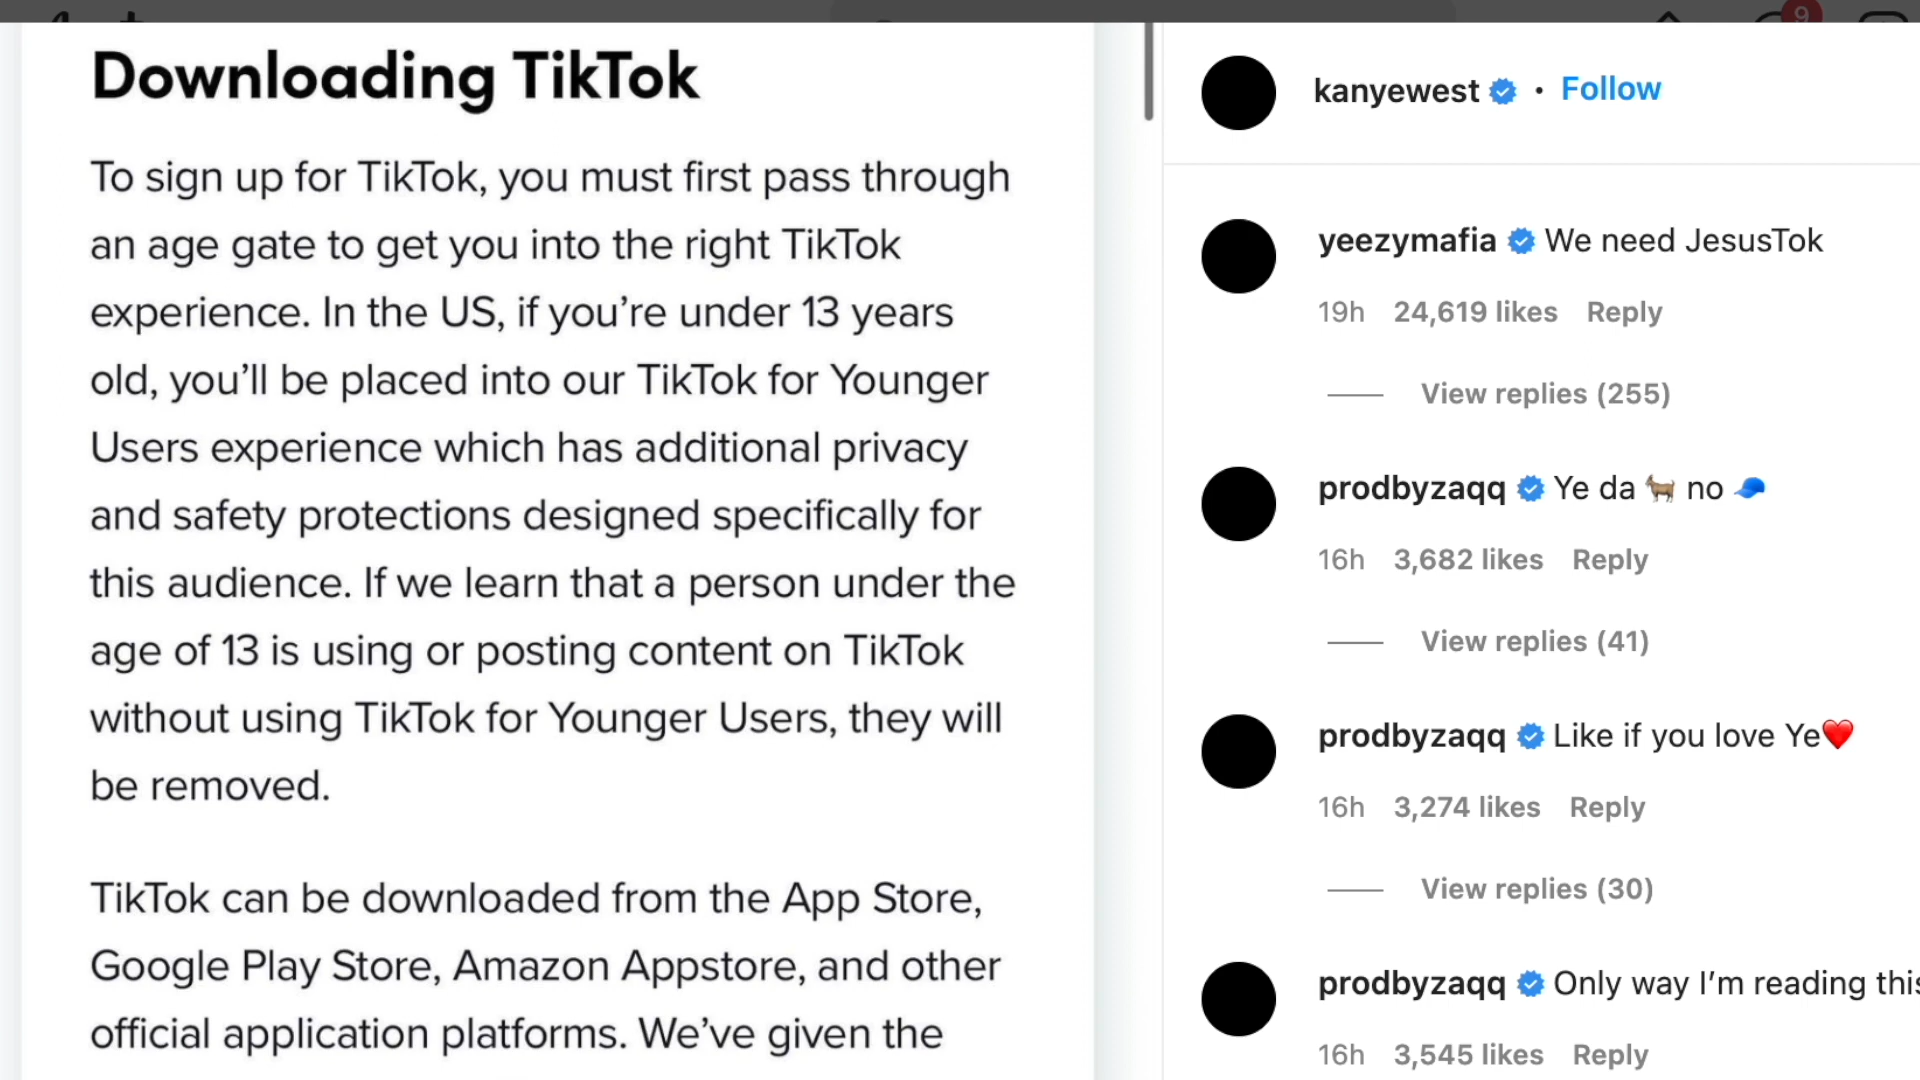 9
Downloading TikTok
To sign up for TikTok, you must first pass through
an age gate to get you into the right TikTok
experience. In the US, if you’re under 13 years
old, you’ll be placed into our TikTok for Younger
Users experience which has additional privacy
and safety protections designed specifically for
this audience. If we learn that a person under the
age of 13 is using or posting content on TikTok
without using TikTok for Younger Users, they will
be removed.
TikTok can be downloaded from the App Store,
Google Play Store, Amazon Appstore, and other
official application platforms. We’ve given the
kanyewest • Follow
yeezymafia We need JesusTok
19h 24,619 likes Reply
View replies (255)
prodbyzaqq Ye da 🐐 no 🧢
16h 3,682 likes Reply
View replies (41)
prodbyzaqq Like if you love Ye❤️
16h 3,274 likes Reply
View replies (30)
prodbyzaqq Only way I’m reading this
16h 3,545 likes Reply